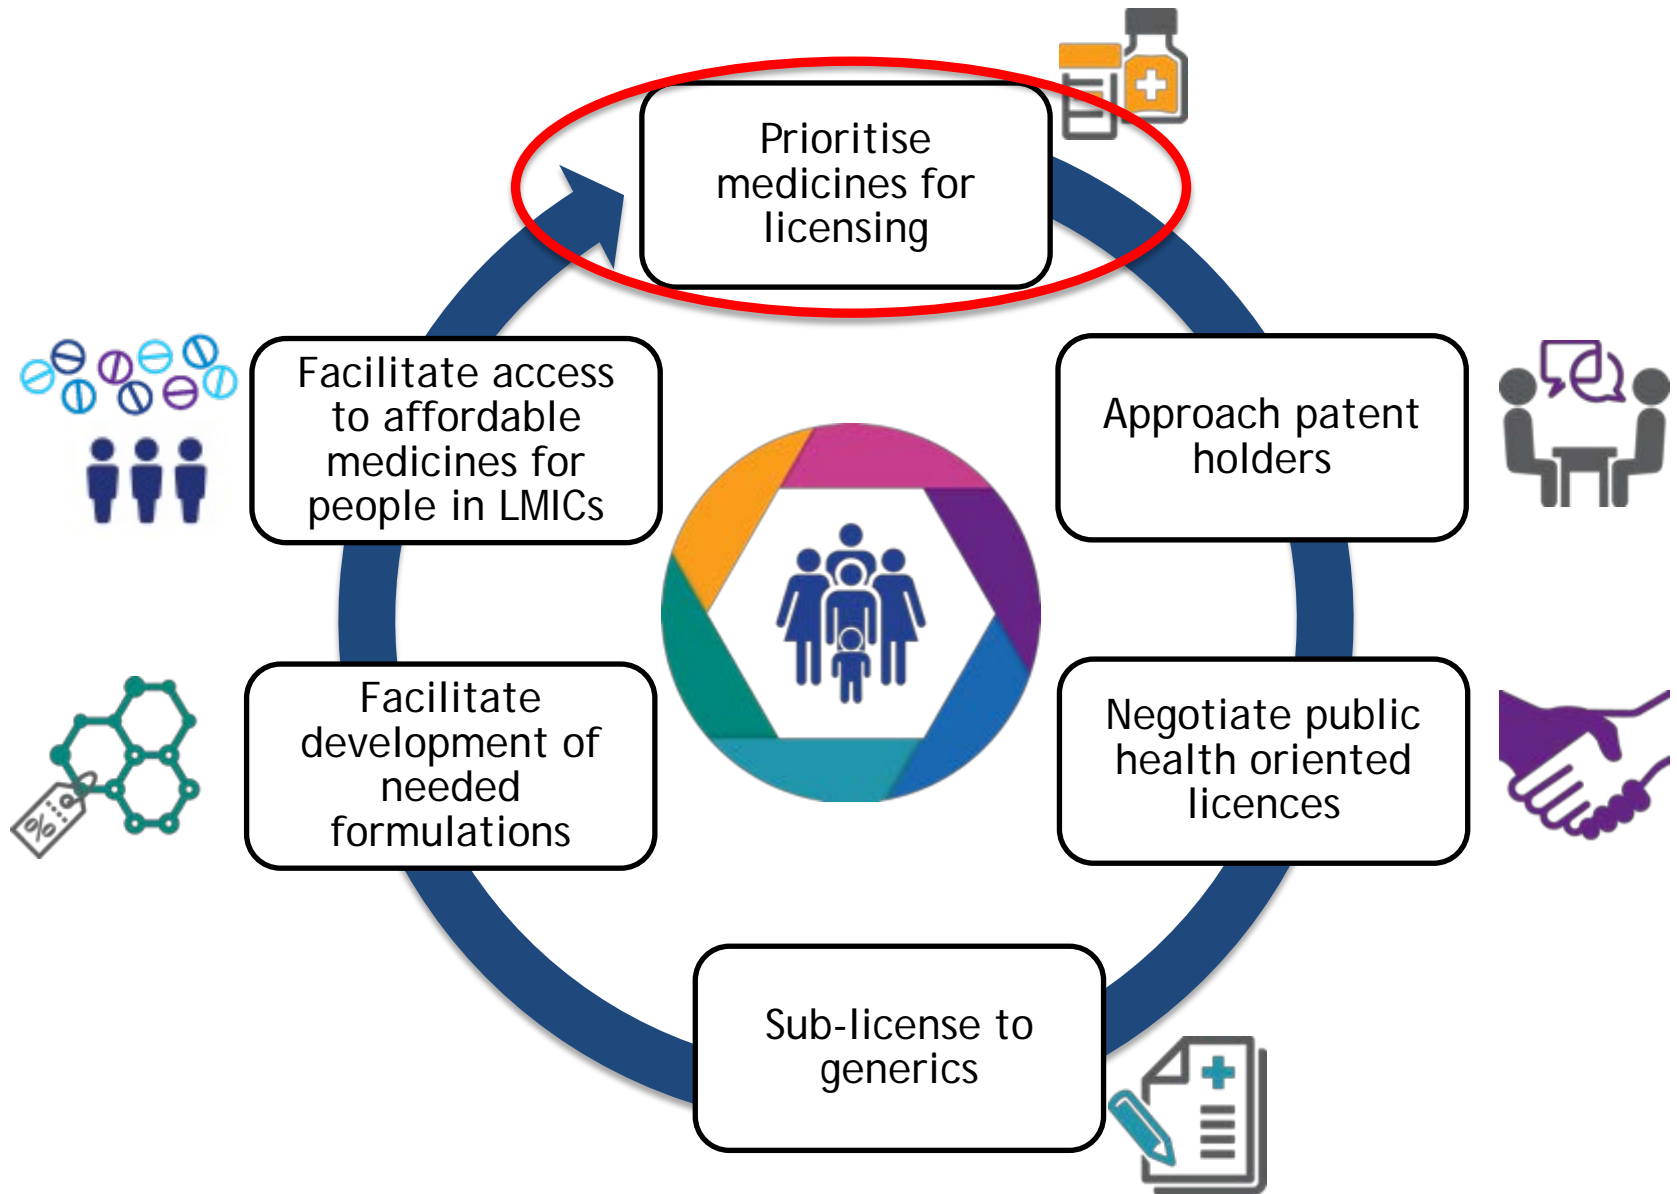 Prioritise
medicines for
licensing
Approach patent
holders
Negotiate public
health oriented
licences
Sub-license to
generics
Facilitate
development of
needed
formulations
%
Facilitate access
to affordable
medicines for
people in LMICs